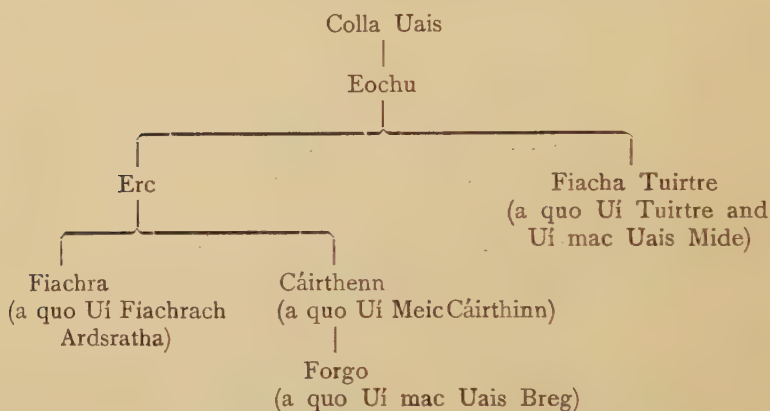 Colla Uais
Eochu
Erc
Fiacha Tuirtre
(a quo Uí Tuirtre and
Uí mac Uais Mide)
Fiachra
(a quo Uí Fiachrach
Ardsratha)
Cáirthenn
(a quo Uí Meic Cáirthinn)
Forgo
(a quo Uí mac Uais Breg)